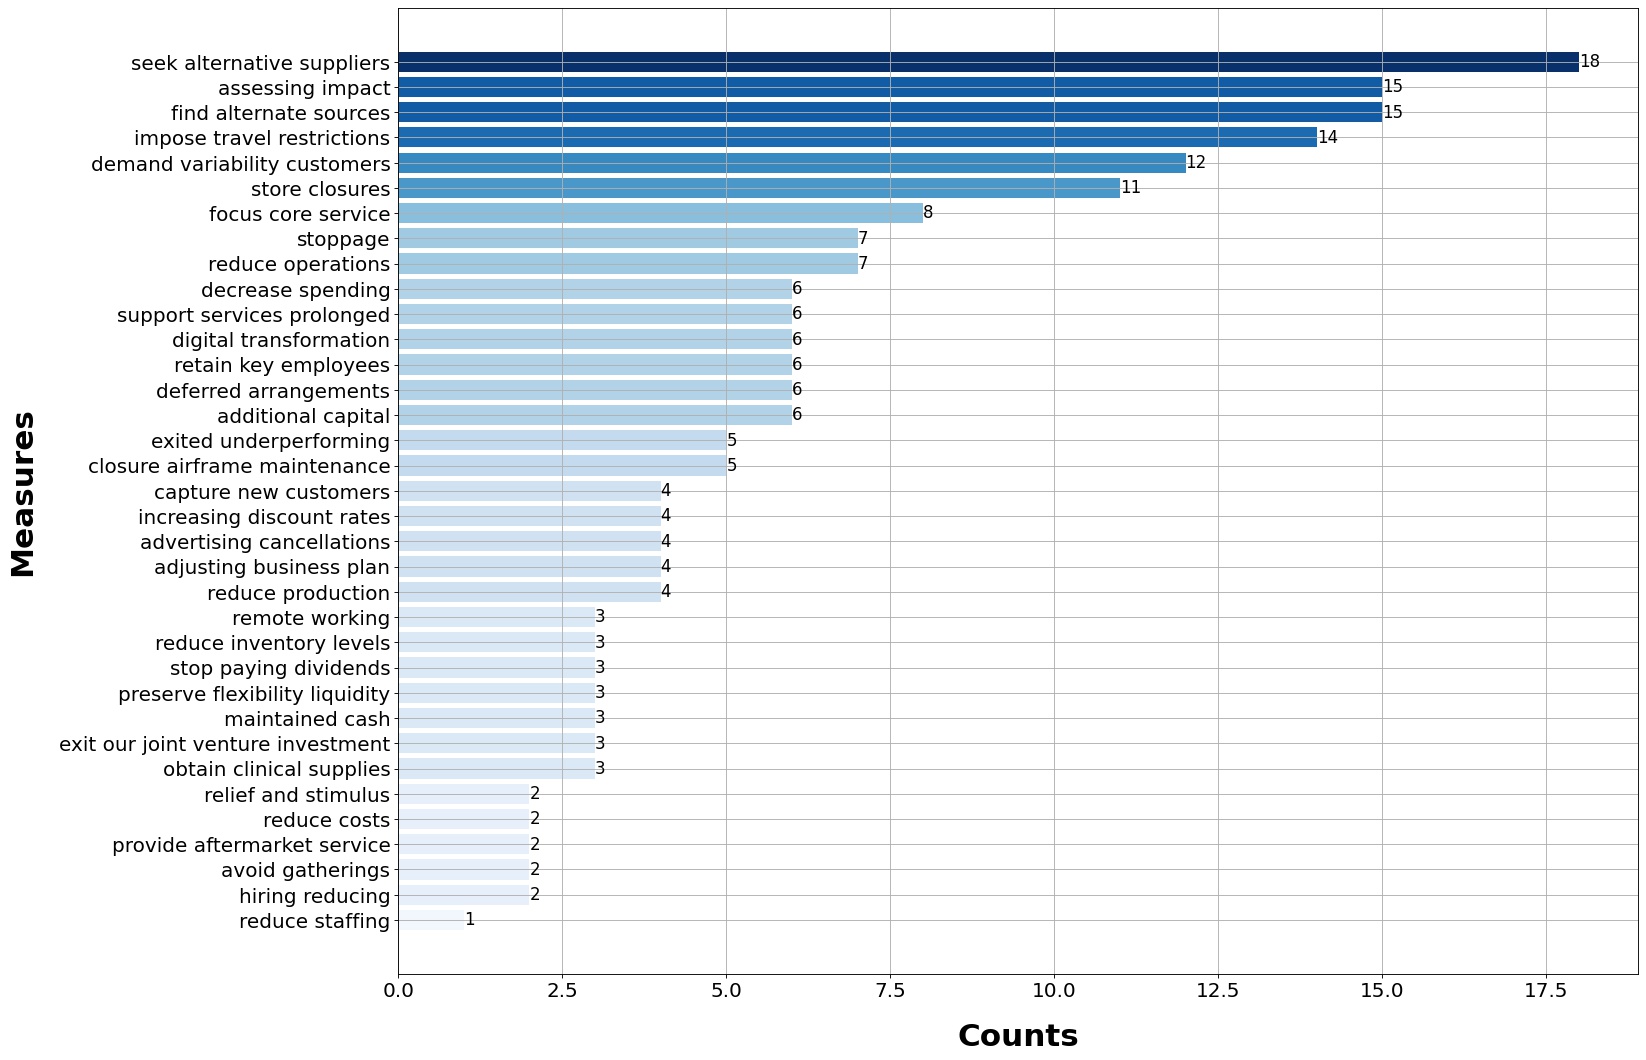 seek alternative suppliers 18
assessing impact 15
find alternate sources 15
impose travel restrictions 14
demand variability customers 12
store closures 11
focus core service 8
stoppage 7
reduce operations 7
decrease spending 6
support services prolonged 6
digital transformation 6
retain key employees 6
deferred arrangements 6
additional capital 6
exited underperforming 5
closure airframe maintenance 5
capture new customers 4
increasing discount rates 4
advertising cancellations 4
adjusting business plan 4
reduce production 4
remote working 3
reduce inventory levels 3
stop paying dividends 3
preserve flexibility liquidity 3
maintained cash 3
exit our joint venture investment 3
obtain clinical supplies 3
relief and stimulus 2
reduce costs 2
provide aftermarket service 2
avoid gatherings 2
hiring reducing 2
reduce staffing 1
Measures
0.0 2.5 5.0 7.5 10.0 12.5 15.0 17.5
Counts